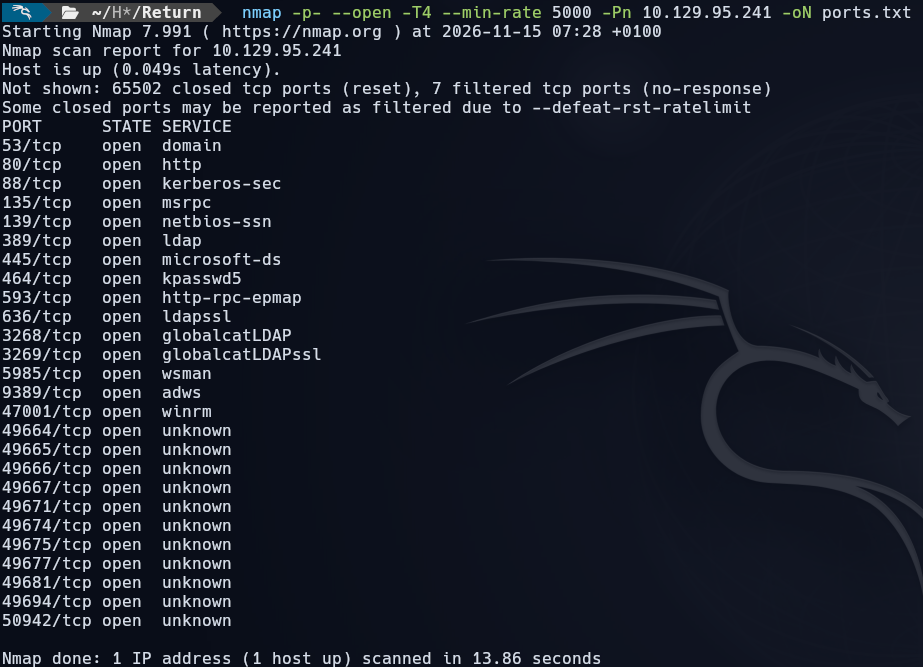 ~/H*/Return nmap -p- --open -T4 --min-rate 5000 -Pn 10.129.95.241 -oN ports.txt
Starting Nmap 7.991 ( https://nmap.org ) at 2026-11-15 07:28 +0100
Nmap scan report for 10.129.95.241
Host is up (0.049s latency).
Not shown: 65502 closed tcp ports (reset), 7 filtered tcp ports (no-response)
Some closed ports may be reported as filtered due to --defeat-rst-ratelimit
PORT      STATE SERVICE
53/tcp    open  domain
80/tcp    open  http
88/tcp    open  kerberos-sec
135/tcp   open  msrpc
139/tcp   open  netbios-ssn
389/tcp   open  ldap
445/tcp   open  microsoft-ds
464/tcp   open  kpasswd5
593/tcp   open  http-rpc-epmap
636/tcp   open  ldapssl
3268/tcp  open  globalcatLDAP
3269/tcp  open  globalcatLDAPssl
5985/tcp  open  wsman
9389/tcp  open  adws
47001/tcp open  winrm
49664/tcp open  unknown
49665/tcp open  unknown
49666/tcp open  unknown
49667/tcp open  unknown
49671/tcp open  unknown
49674/tcp open  unknown
49675/tcp open  unknown
49677/tcp open  unknown
49681/tcp open  unknown
49694/tcp open  unknown
50942/tcp open  unknown
Nmap done: 1 IP address (1 host up) scanned in 13.86 seconds